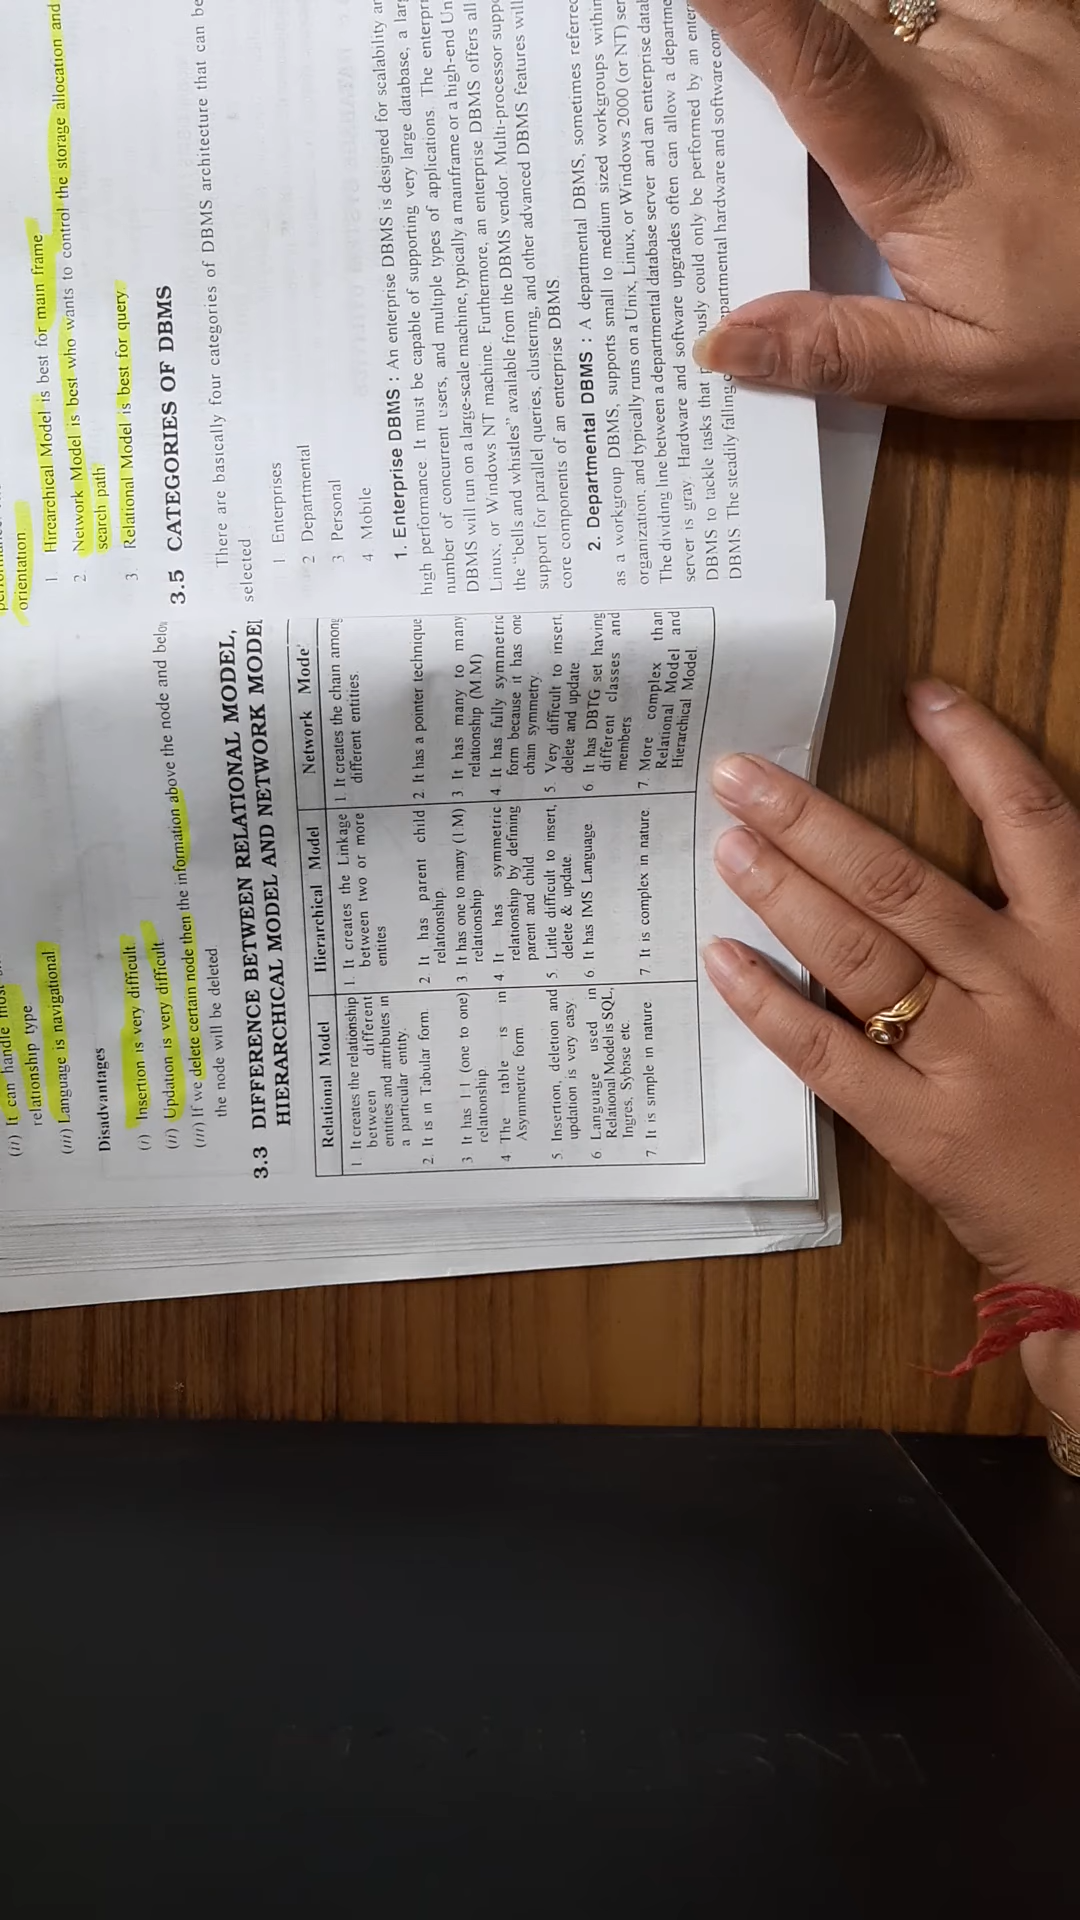 (ii) It can handle most
relationship type
(iii) Language is navigational
Disadvantages
(i) Insertion is very difficult
(ii) Updation is very difficult
(iii) If we delete certain node then the information above the node and below
the node will be deleted
3.3 DIFFERENCE BETWEEN RELATIONAL MODEL,
HIERARCHICAL MODEL AND NETWORK MODEL
Relational Model
1. It creates the relationship
between different
entities and attributes in
a particular entity.
2. It is in Tabular form.
3 It has 1:1 (one to one)
relationship
4 The table is in
Asymmetric form
5. Insertion, deletion and
updation is very easy
6 Language used in
Relational Model is SQL,
Ingres, Sybase etc.
7. It is simple in nature
Hierarchical Model
1. It creates the Linkage
between two or more
entites
2 It has parent child
relationship.
3 It has one to many (1 M)
relationship
4 It has symmetric
relationship by defining
parent and child
5. Little difficult to insert,
delete & update.
6 It has IMS Language
7 It is complex in nature.
Network Mode
1. It creates the chain among
different entities.
2. It has a pointer technique
3 It has many to many
relationship (M.M)
4. It has fully symmetric
form because it has one
chain symmetry
5. Very difficult to insert,
delete and update
6 It has DBTG set having
different classes and
members
7. More complex than
Relational Model and
Hierarchical Model.
orientation
1. Hirearchical Model is best for main frame
2 Network Model is best who wants to control the storage allocation and
search path
3. Relational Model is best for query.
3.5 CATEGORIES OF DBMS
There are basically four categories of DBMS architecture that can be
selected
1 Enterprises
2 Departmental
3 Personal
4 Mobile
1. Enterprise DBMS : An enterprise DBMS is designed for scalability
high performance. It must be capable of supporting very large database, a
number of concurrent users, and multiple types of applications. The
DBMS will run on a large-scale machine, typically a mainframe or a high-end
Linux, or Windows NT machine. Furthermore, an enterprise DBMS offers all
the "bells and whistles" available from the DBMS vendor. Multi-processor
support for parallel queries, clustering, and other advanced DBMS features will
core components of an enterprise DBMS.
2. Departmental DBMS : A departmental DBMS, sometimes
as a workgroup DBMS, supports small to medium sized workgroups within
organization, and typically runs on a Unix, Linux, or Windows 2000 (or NT)
The dividing line between a departmental database server and an enterprise
server is gray. Hardware and software upgrades often can allow a
DBMS to tackle tasks that could only be performed by an
DBMS The steadily falling hardware and software